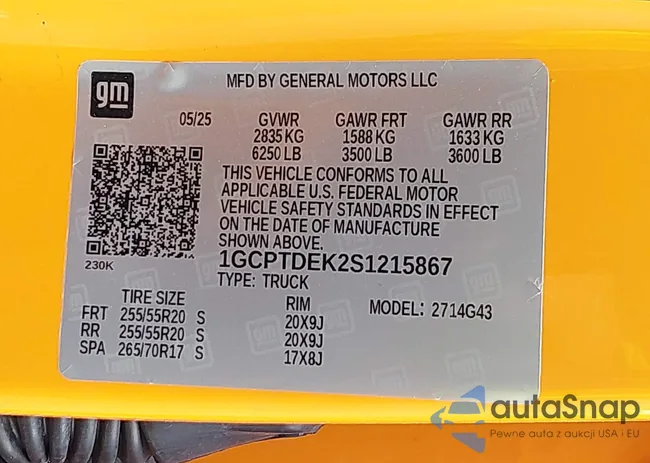 gm
MFD BY GENERAL MOTORS LLC
05/25 GVWR GAWR FRT GAWR RR
2835 KG 1588 KG 1633 KG
6250 LB 3500 LB 3600 LB
THIS VEHICLE CONFORMS TO ALL
APPLICABLE U.S. FEDERAL MOTOR
VEHICLE SAFETY STANDARDS IN EFFECT
ON THE DATE OF MANUFACTURE
SHOWN ABOVE.
230K
1GCPTDEK2S1215867
TYPE: TRUCK
TIRE SIZE RIM MODEL: 2714G43
FRT 255/55R20 S 20X9J
RR 255/55R20 S 20X9J
SPA 265/70R17 S 17X8J
autoSnap
Pewne auta z aukcji USA i EU